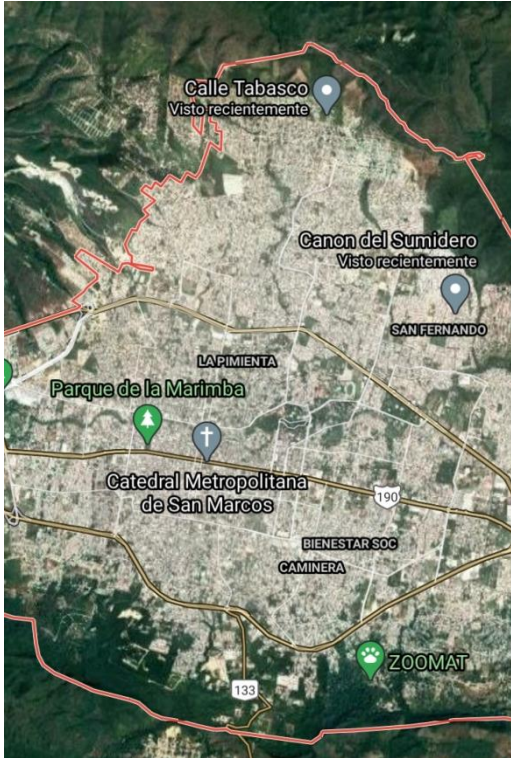 Calle Tabasco
Visto recientemente
Canon del Sumidero
Visto recientemente
SAN FERNANDO
LA PIMIENTA
Parque de la Marimba
Catedral Metropolitana
de San Marcos
190
BIENESTAR SOC
CAMINERA
ZOOMAT
133